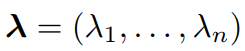 𝛌 = (λ₁, . . . , λₙ)